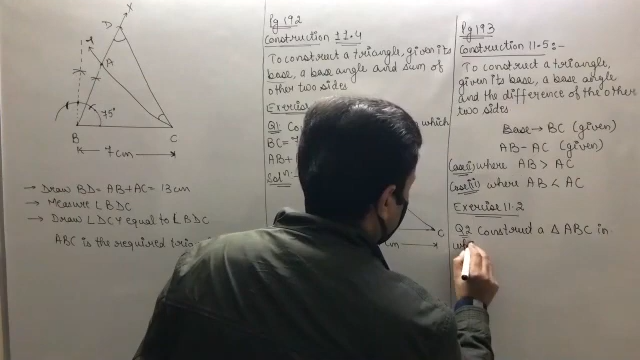 X
D
A
75°
B
C
7cm
→ Draw BD = AB + AC = 13cm
→ Measure ∠BDC
→ Draw ∠DCY equal to ∠BDC
ABC is the required
Pg 192
Construction 11.4
To construct a triangle, given its
base, a base angle and sum of
other two sides
Exercise
Q1: which
BC =
AB +
Solⁿ
C
cm
Pg 193
Construction 11.5:-
To construct a triangle,
given its base, a base angle
and the difference of the other
two sides
Base → BC (given)
AB - AC (given)
Case(i) where AB > AC
Case(ii) where AB < AC
Exercise 11.2
Q2 Construct a △ ABC in